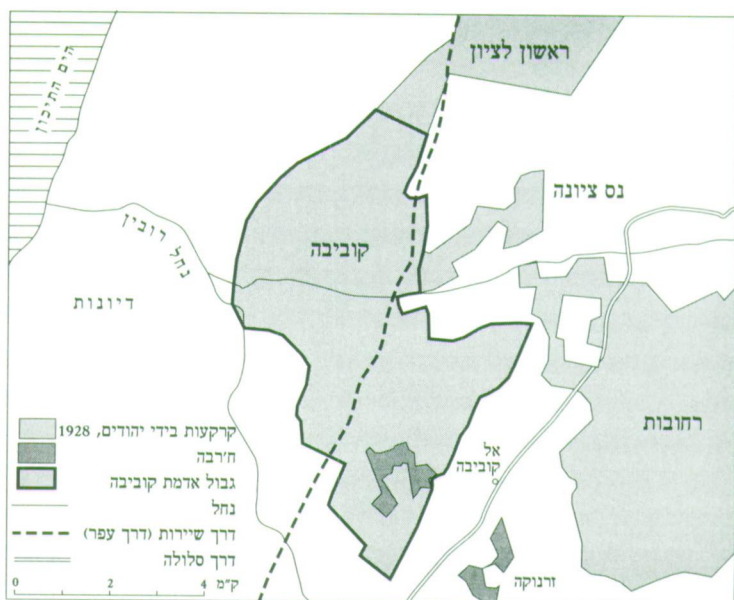 הים התיכון
ראשון לציון
נס ציונה
קוביבה
נחל רובין
דיונות
רחובות
אל
קוביבה
זרנוקה
קרקעות בידי יהודים, 1928
ח׳רבה
גבול אדמת קוביבה
נחל
דרך שיירות (דרך עפר)
דרך סלולה
0 2 4 ק״מ